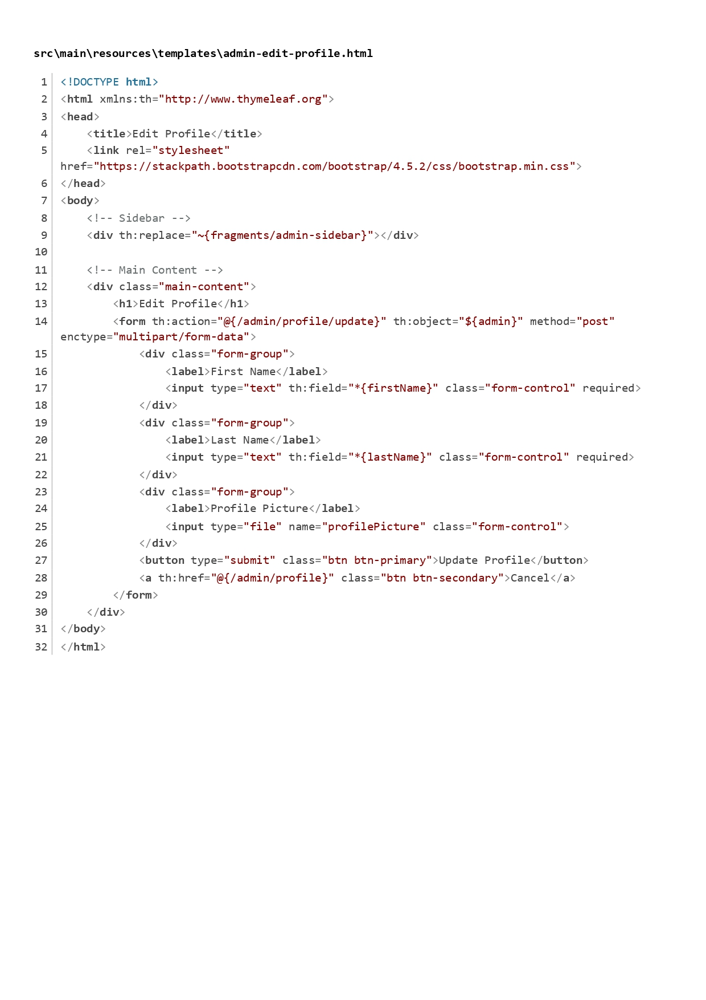 src\main\resources\templates\admin-edit-profile.html
1 <!DOCTYPE html>
2 <html xmlns:th="http://www.thymeleaf.org">
3 <head>
4     <title>Edit Profile</title>
5     <link rel="stylesheet"
href="https://stackpath.bootstrapcdn.com/bootstrap/4.5.2/css/bootstrap.min.css">
6 </head>
7 <body>
8     <!-- Sidebar -->
9     <div th:replace="~{fragments/admin-sidebar}"></div>
10
11     <!-- Main Content -->
12     <div class="main-content">
13         <h1>Edit Profile</h1>
14         <form th:action="@{/admin/profile/update}" th:object="${admin}" method="post"
enctype="multipart/form-data">
15             <div class="form-group">
16                 <label>First Name</label>
17                 <input type="text" th:field="*{firstName}" class="form-control" required>
18             </div>
19             <div class="form-group">
20                 <label>Last Name</label>
21                 <input type="text" th:field="*{lastName}" class="form-control" required>
22             </div>
23             <div class="form-group">
24                 <label>Profile Picture</label>
25                 <input type="file" name="profilePicture" class="form-control">
26             </div>
27             <button type="submit" class="btn btn-primary">Update Profile</button>
28             <a th:href="@{/admin/profile}" class="btn btn-secondary">Cancel</a>
29         </form>
30     </div>
31 </body>
32 </html>